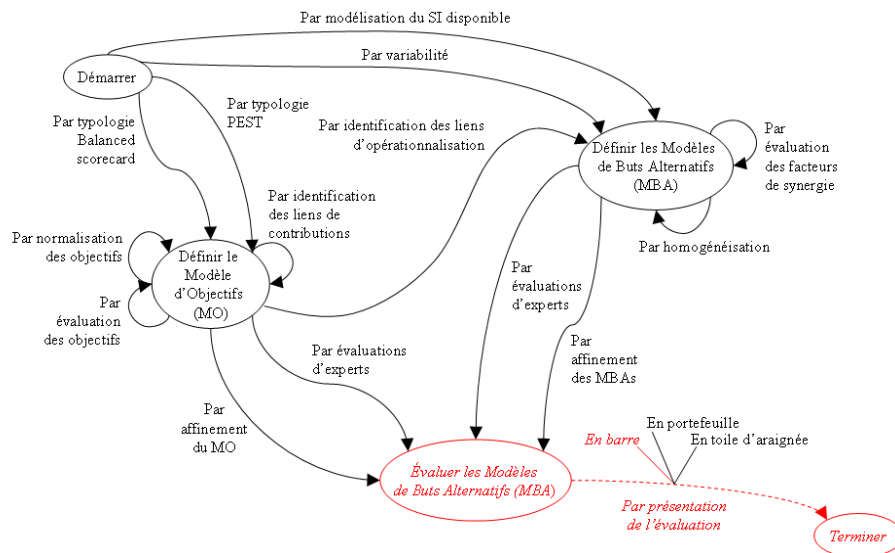 Par modélisation du SI disponible
Par variabilité
Démarrer
Par typologie
Balanced
scorecard
Par typologie
PEST
Par identification des liens
d'opérationnalisation
Définir les Modèles
de Buts Alternatifs
(MBA)
Par
évaluation
des facteurs
de synergie
Par homogénéisation
Par identification
des liens de
contributions
Par normalisation
des objectifs
Définir le
Modèle
d'Objectifs
(MO)
Par
évaluation
des objectifs
Par
évaluations
d'experts
Par évaluations
d'experts
Par
affinement
des MBAs
Par
affinement
du MO
En portefeuille
En barre
En toile d'araignée
Évaluer les Modèles
de Buts Alternatifs (MBA)
Par présentation
de l'évaluation
Terminer